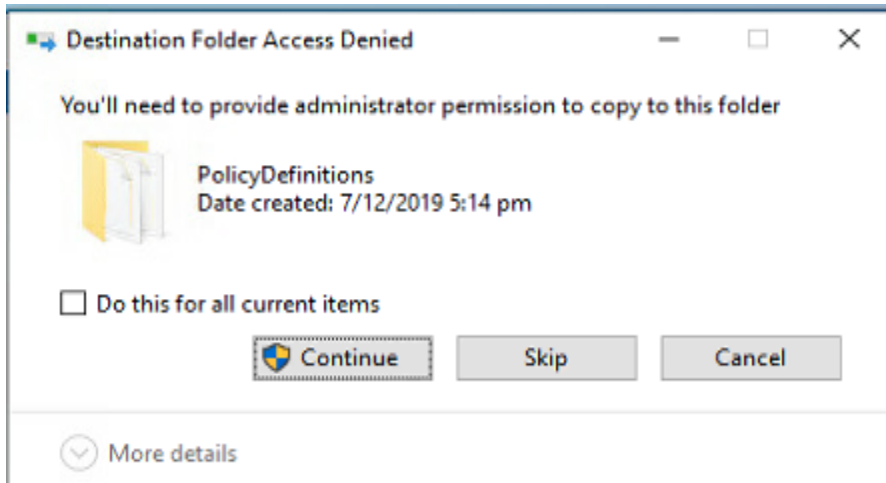 Destination Folder Access Denied
You'll need to provide administrator permission to copy to this folder
PolicyDefinitions
Date created: 7/12/2019 5:14 pm
Do this for all current items
Continue
Skip
Cancel
More details